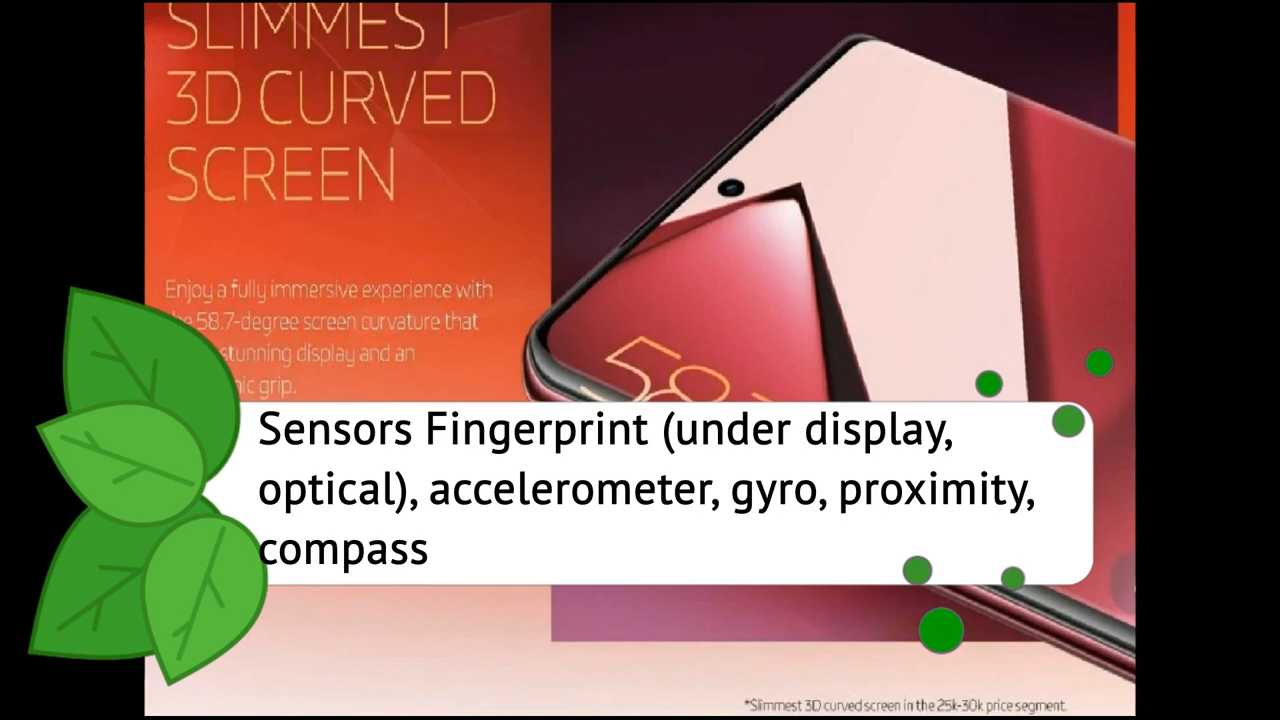 SLIMMEST
3D CURVED
SCREEN
Enjoy a fully immersive experience with
58.7-degree screen curvature that
stunning display and an
grip.
58.7
Sensors Fingerprint (under display,
optical), accelerometer, gyro, proximity,
compass
*Slimmest 3D curved screen in the 25k-30k price segment.